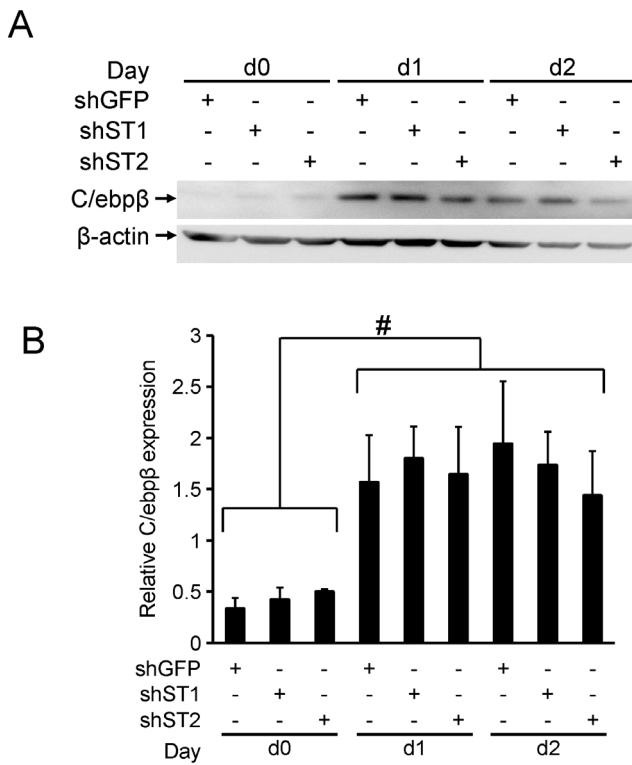 A
Day d0 d1 d2
shGFP + - - + - - + - -
shST1 - + - - + - - + -
shST2 - - + - - + - - +
C/ebpβ
β-actin
B
#
Relative C/ebpβ expression
3
2.5
2
1.5
1
0.5
0
shGFP + - - + - - + - -
shST1 - + - - + - - + -
shST2 - - + - - + - - +
Day d0 d1 d2